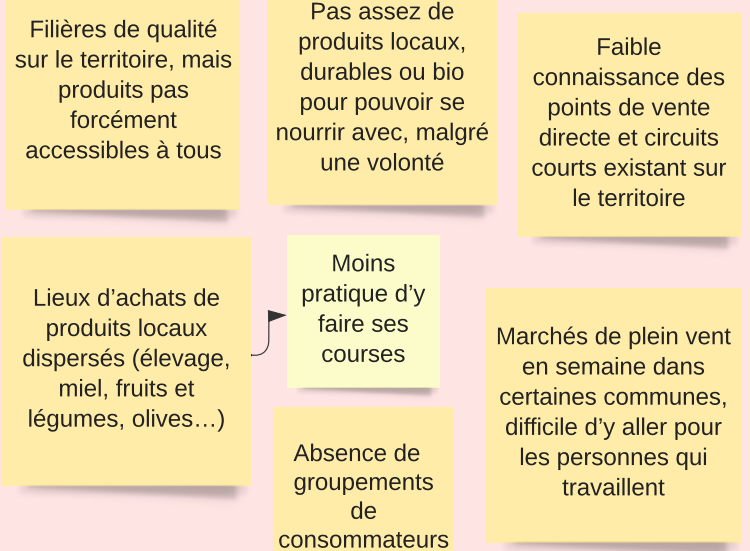 Filières de qualité
sur le territoire, mais
produits pas
forcément
accessibles à tous
Pas assez de
produits locaux,
durables ou bio
pour pouvoir se
nourrir avec, malgré
une volonté
Faible
connaissance des
points de vente
directe et circuits
courts existant sur
le territoire
Lieux d’achats de
produits locaux
dispersés (élevage,
miel, fruits et
légumes, olives…)
Moins
pratique d’y
faire ses
courses
Marchés de plein vent
en semaine dans
certaines communes,
difficile d’y aller pour
les personnes qui
travaillent
Absence de
groupements
de
consommateurs